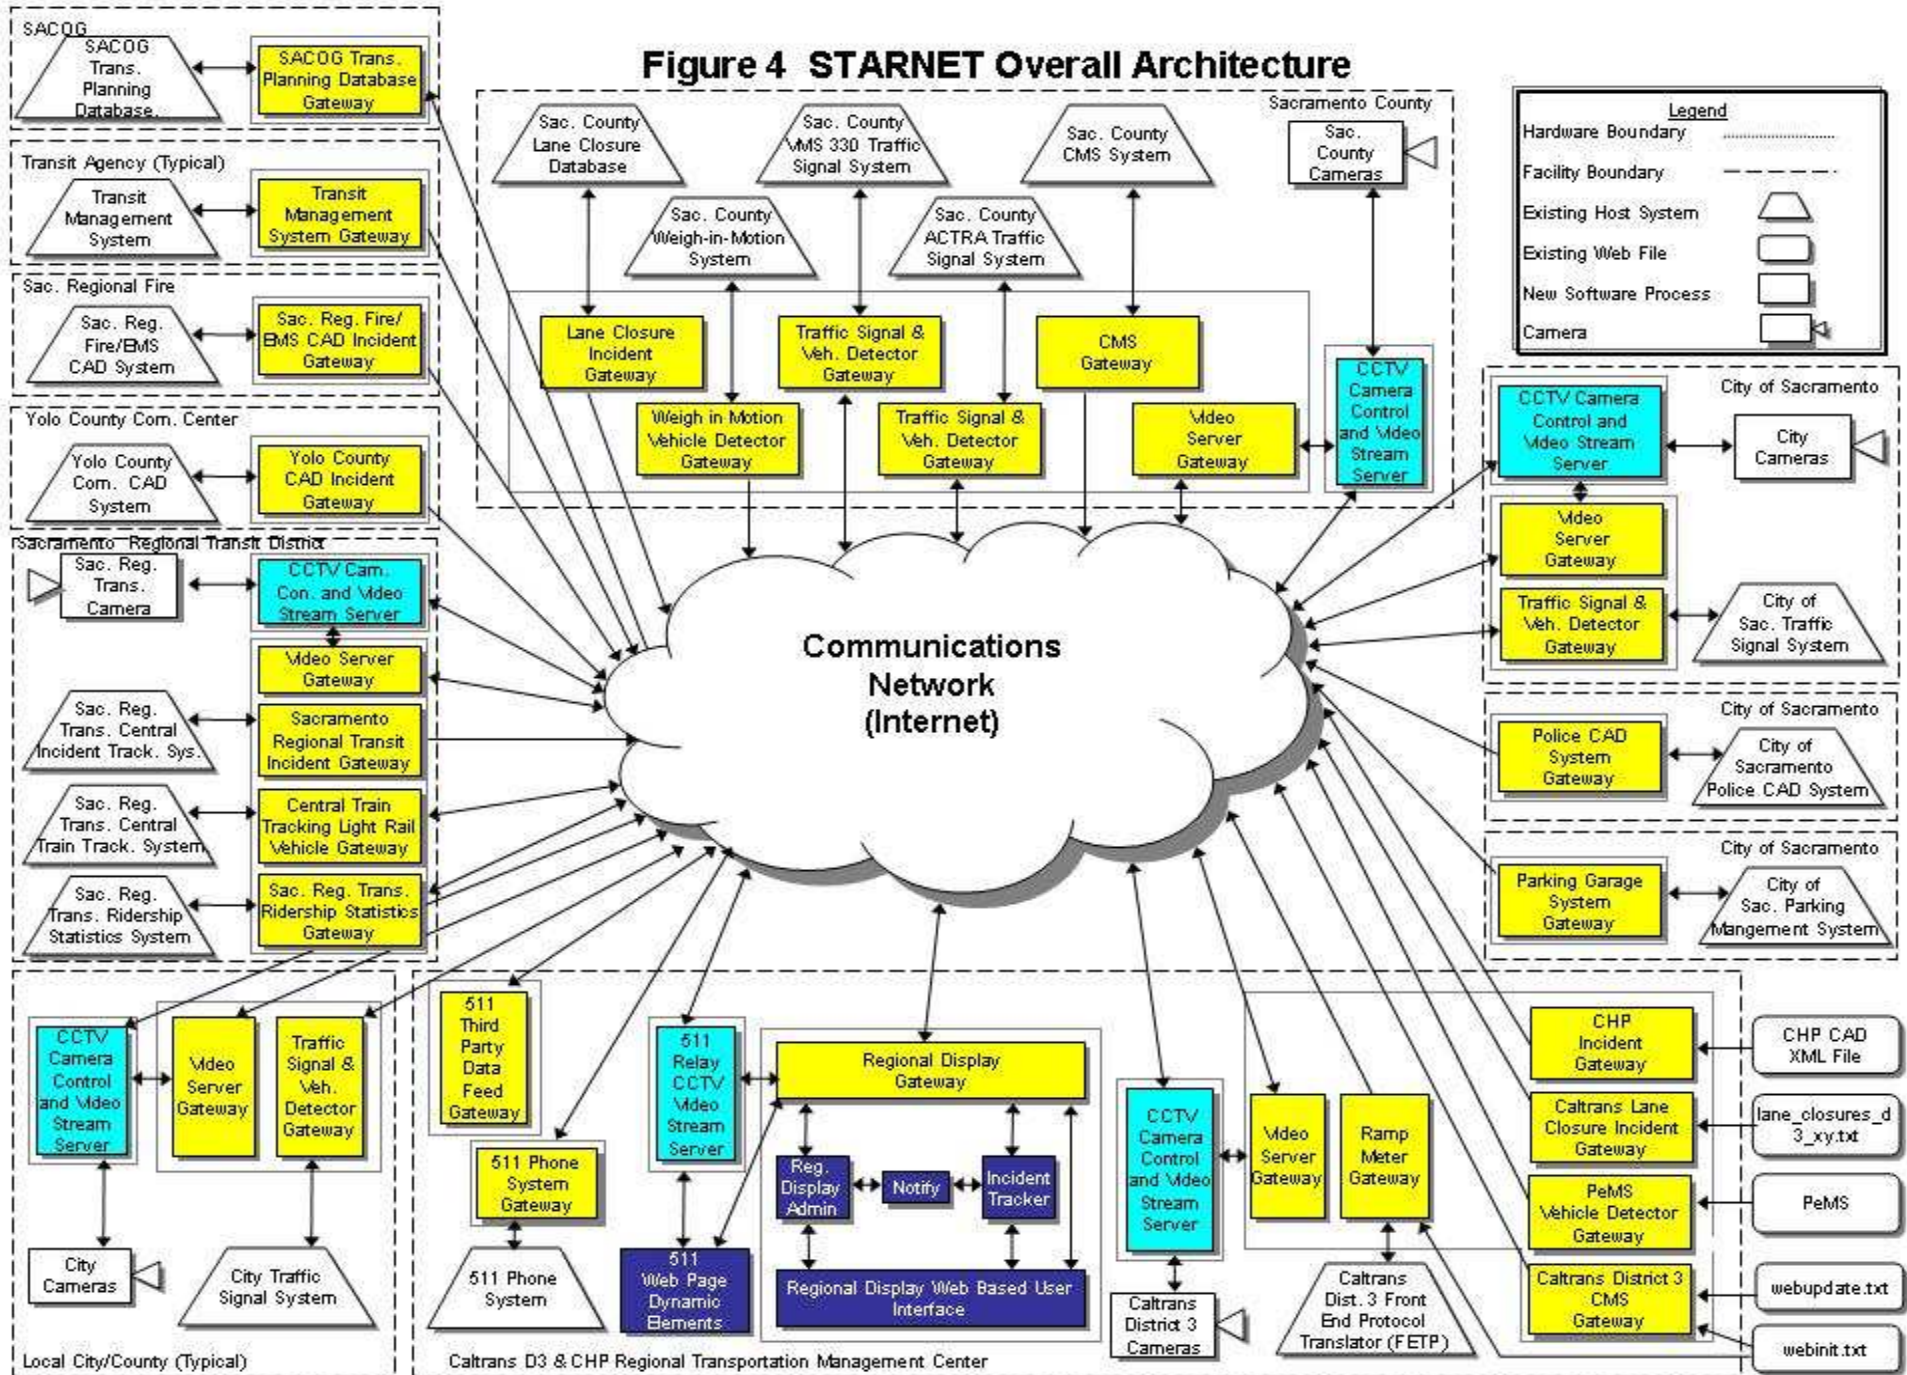 Figure 4 STARNET Overall Architecture
SACOG
SACOG
Trans.
Planning
Database.
SACOG Trans.
Planning Database
Gateway
Transit Agency (Typical)
Transit
Management
System
Transit
Management
System Gateway
Sac. Regional Fire
Sac. Reg.
Fire/EMS
CAD System
Sac. Reg. Fire/
EMS CAD Incident
Gateway
Yolo County Com. Center
Yolo County
Com. CAD
System
Yolo County
CAD Incident
Gateway
Sacramento Regional Transit District
Sac. Reg.
Trans.
Camera
CCTV Cam.
Con. and Video
Stream Server
Video Server
Gateway
Sac. Reg.
Trans. Central
Incident Track. Sys.
Sacramento
Regional Transit
Incident Gateway
Sac. Reg.
Trans. Central
Train Track. System
Central Train
Tracking Light Rail
Vehicle Gateway
Sac. Reg.
Trans. Ridership
Statistics System
Sac. Reg. Trans.
Ridership Statistics
Gateway
Sacramento County
Sac. County
Lane Closure
Database
Sac. County
VMS 330 Traffic
Signal System
Sac. County
CMS System
Sac.
County
Cameras
Sac. County
Weigh-in-Motion
System
Sac. County
ACTRA Traffic
Signal System
Lane Closure
Incident
Gateway
Traffic Signal &
Veh. Detector
Gateway
CMS
Gateway
CCTV
Camera
Control
and Video
Stream
Server
Weigh in Motion
Vehicle Detector
Gateway
Traffic Signal &
Veh. Detector
Gateway
Video
Server
Gateway
Legend
Hardware Boundary
Facility Boundary
Existing Host System
Existing Web File
New Software Process
Camera
City of Sacramento
CCTV Camera
Control and
Video Stream
Server
City
Cameras
Video
Server
Gateway
Traffic Signal &
Veh. Detector
Gateway
City of
Sac. Traffic
Signal System
City of Sacramento
Police CAD
System
Gateway
City of
Sacramento
Police CAD System
City of Sacramento
Parking Garage
System
Gateway
City of
Sac. Parking
Mangement System
Communications
Network
(Internet)
CCTV
Camera
Control
and Video
Stream
Server
Video
Server
Gateway
Traffic
Signal &
Veh.
Detector
Gateway
City
Cameras
City Traffic
Signal System
Local City/County (Typical)
511
Third
Party
Data
Feed
Gateway
511 Phone
System
Gateway
511 Phone
System
511
Relay
CCTV
Video
Stream
Server
511
Web Page
Dynamic
Elements
Regional Display
Gateway
Reg.
Display
Admin
Notify
Incident
Tracker
Regional Display Web Based User
Interface
CCTV
Camera
Control
and Video
Stream
Server
Caltrans
District 3
Cameras
Video
Server
Gateway
Ramp
Meter
Gateway
Caltrans
Dist. 3 Front
End Protocol
Translator (FETP)
CHP
Incident
Gateway
Caltrans Lane
Closure Incident
Gateway
PeMS
Vehicle Detector
Gateway
Caltrans District 3
CMS
Gateway
CHP CAD
XML File
lane_closures_d
3_xy.txt
PeMS
webupdate.txt
webinit.txt
Caltrans D3 & CHP Regional Transportation Management Center